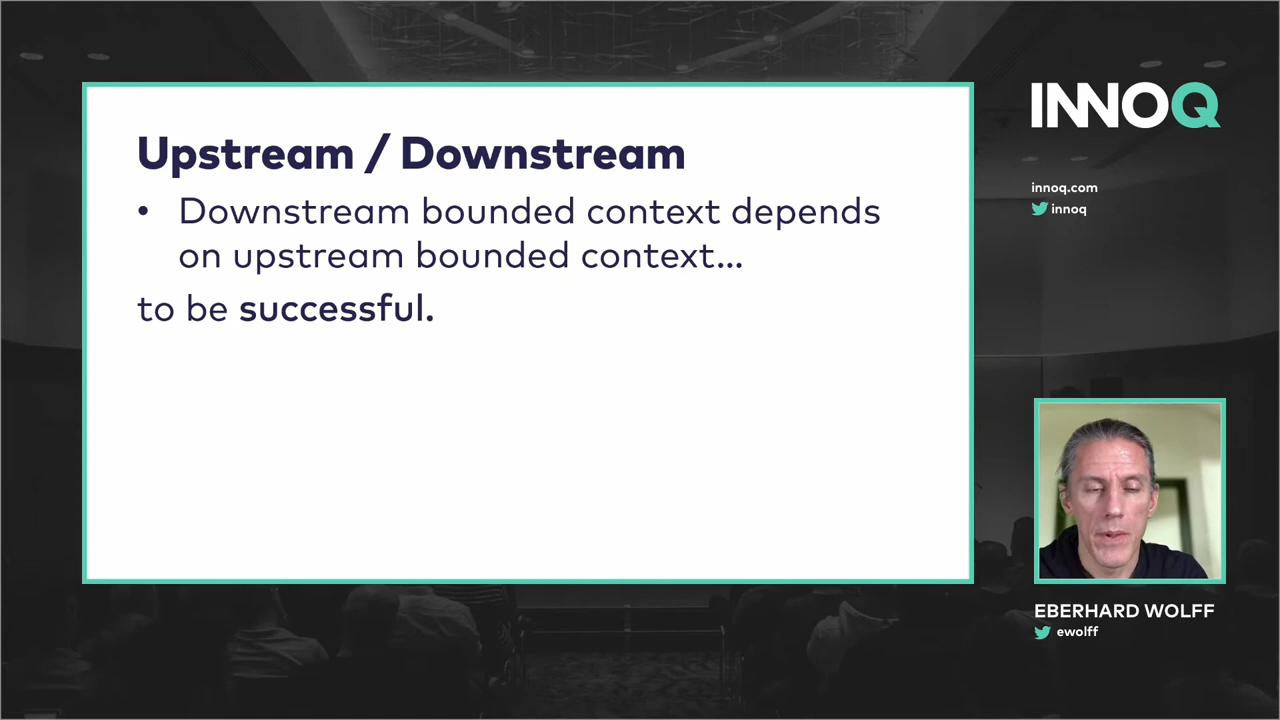 Upstream / Downstream
• Downstream bounded context depends
on upstream bounded context...
to be successful.
INNOQ
innoq.com
innoq
EBERHARD WOLFF
ewolff